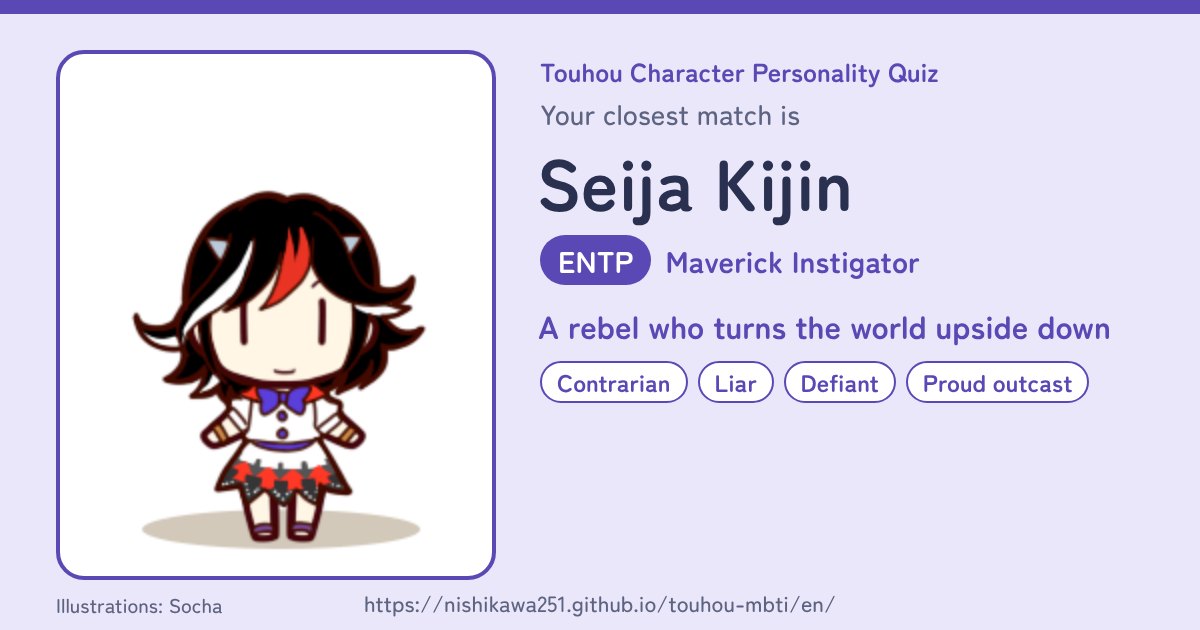 Touhou Character Personality Quiz
Your closest match is
Seija Kijin
ENTP Maverick Instigator
A rebel who turns the world upside down
Contrarian Liar Defiant Proud outcast
Illustrations: Socha https://nishikawa251.github.io/touhou-mbti/en/